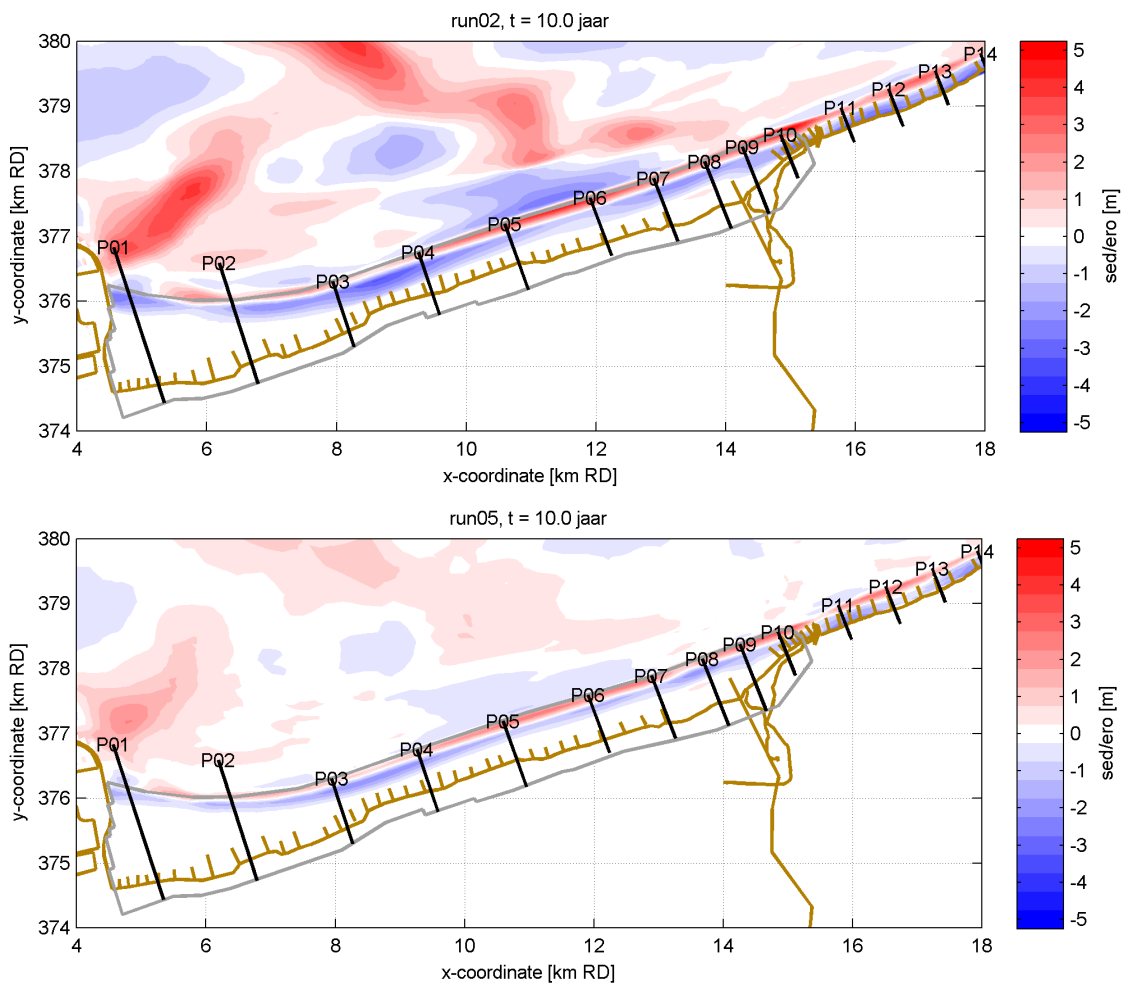 run02, t = 10.0 jaar
380
379
378
377
376
375
374
y-coordinate [km RD]
P01
P02
P03
P04
P05
P06
P07
P08
P09
P10
P11
P12
P13
P14
4 6 8 10 12 14 16 18
x-coordinate [km RD]
5
4
3
2
1
0
-1
-2
-3
-4
-5
sed/ero [m]
run05, t = 10.0 jaar
380
379
378
377
376
375
374
y-coordinate [km RD]
P01
P02
P03
P04
P05
P06
P07
P08
P09
P10
P11
P12
P13
P14
4 6 8 10 12 14 16 18
x-coordinate [km RD]
5
4
3
2
1
0
-1
-2
-3
-4
-5
sed/ero [m]